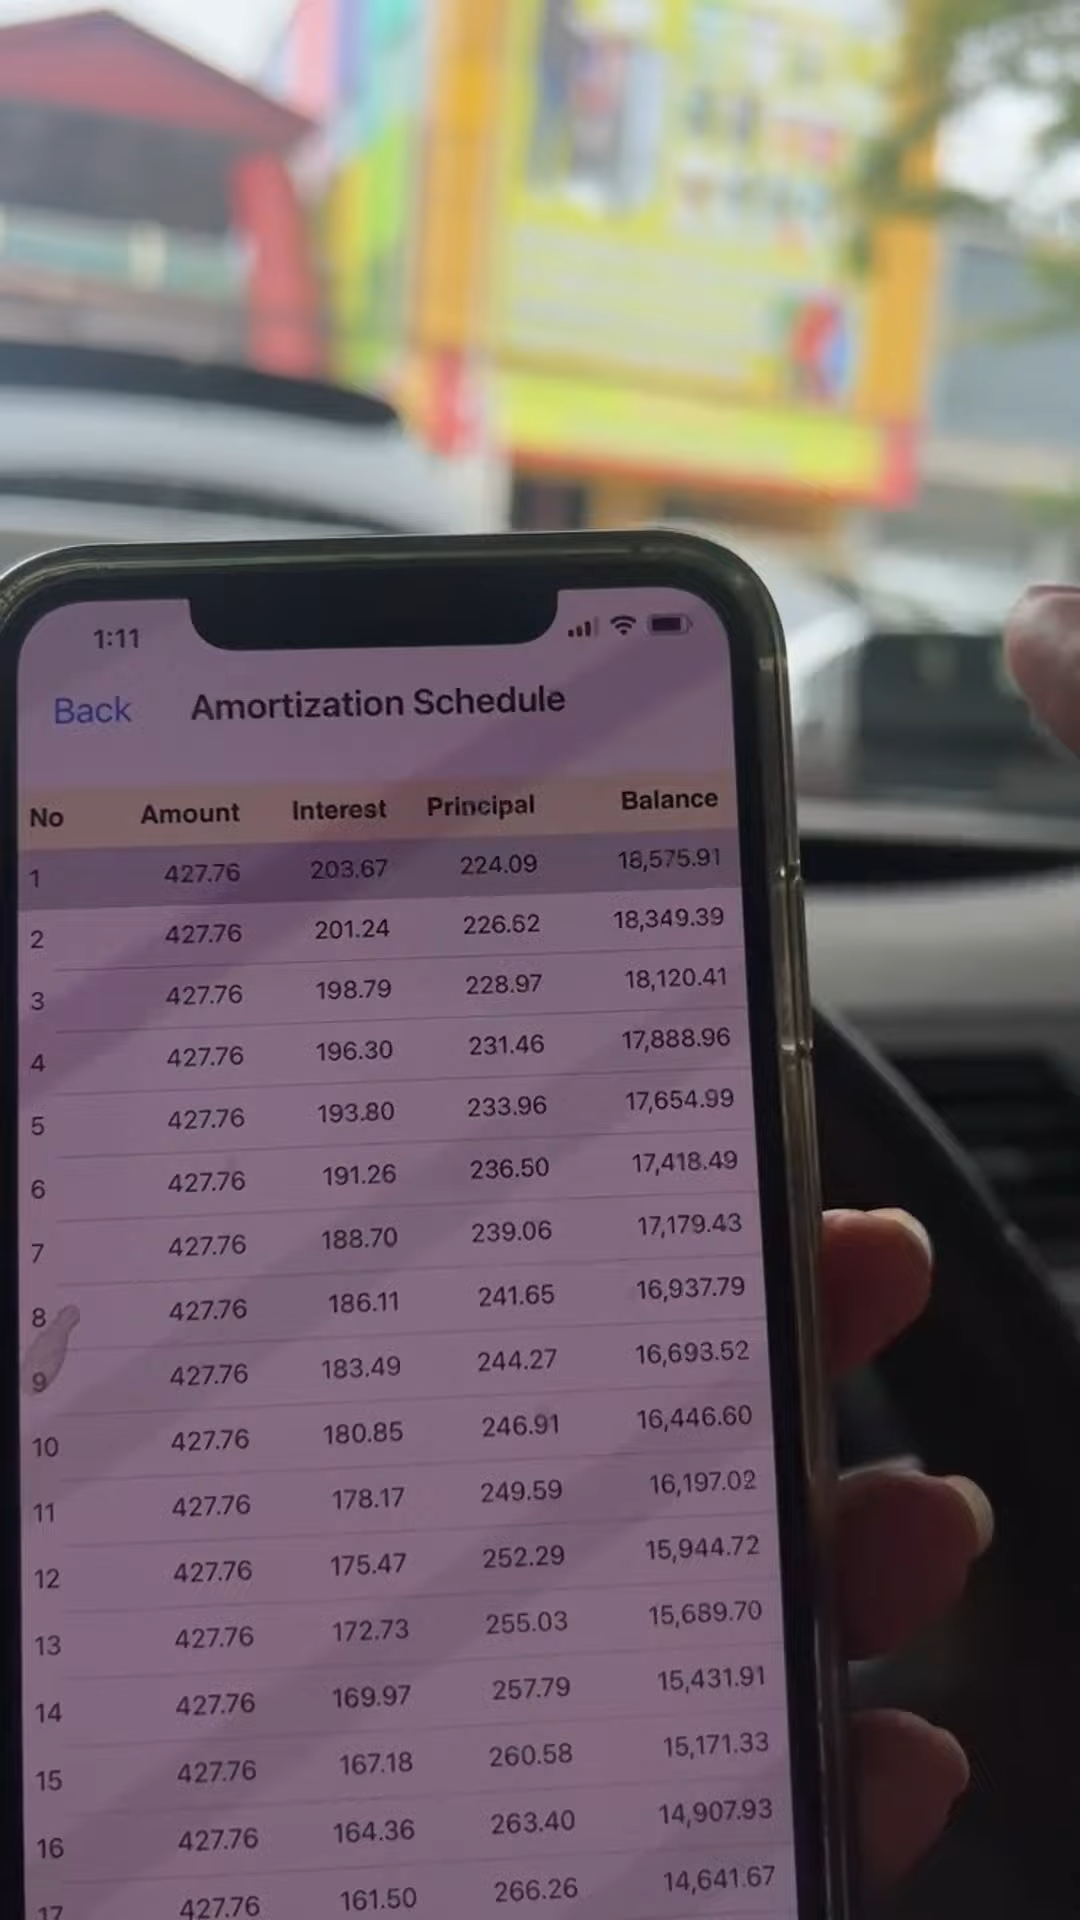 1:11
Back Amortization Schedule
No Amount Interest Principal Balance
1 427.76 203.67 224.09 18,575.91
2 427.76 201.24 226.52 18,349.39
3 427.76 198.79 228.97 18,120.41
4 427.76 196.30 231.46 17,888.96
5 427.76 193.80 233.96 17,654.99
6 427.76 191.26 236.50 17,418.49
7 427.76 188.70 239.06 17,179.43
8 427.76 186.11 241.65 16,937.79
9 427.76 183.49 244.27 16,693.52
10 427.76 180.85 246.91 16,446.60
11 427.76 178.17 249.59 16,197.02
12 427.76 175.47 252.29 15,944.72
13 427.76 172.73 255.03 15,689.70
14 427.76 169.97 257.79 15,431.91
15 427.76 167.18 260.58 15,171.33
16 427.76 164.36 263.40 14,907.93
17 427.76 161.50 266.26 14,641.67